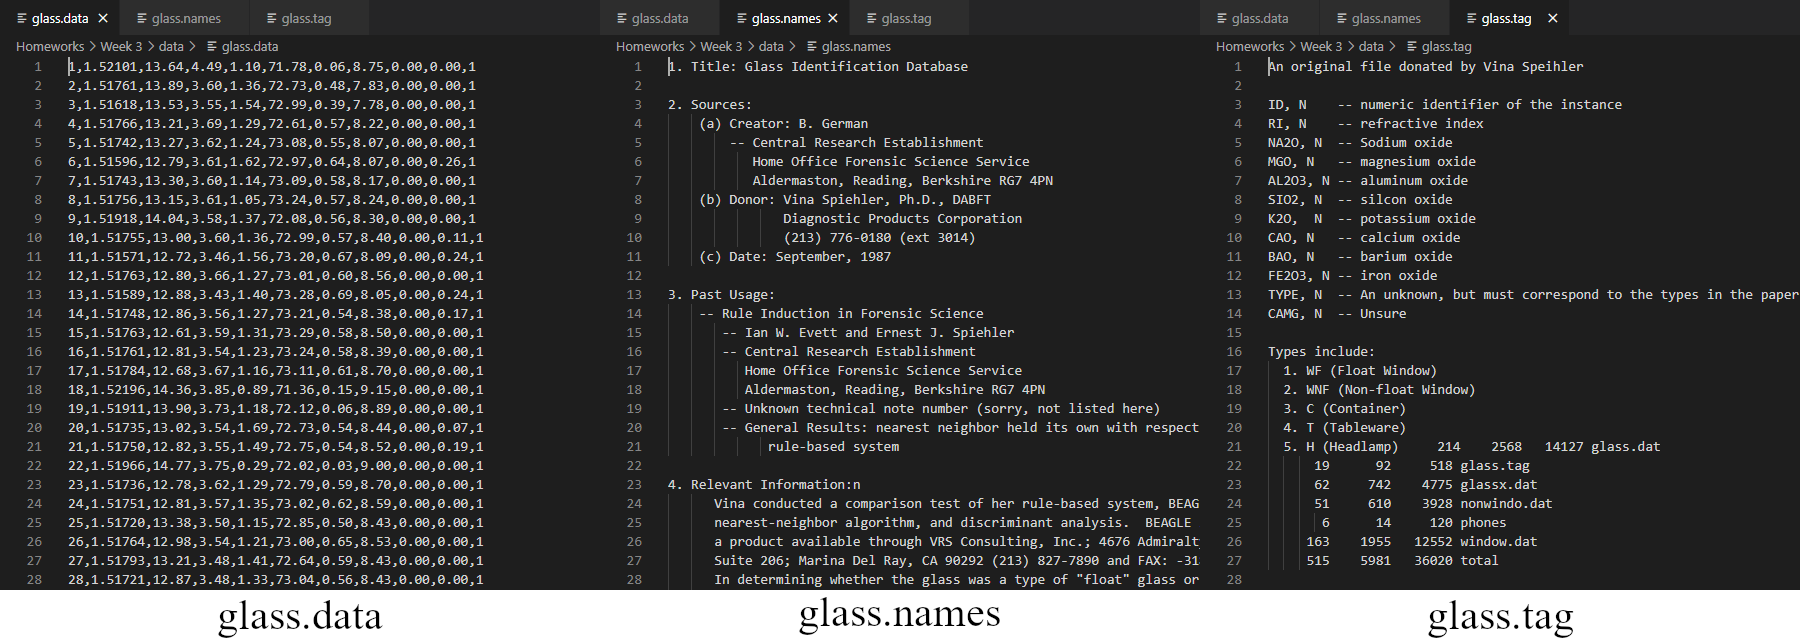 glass.data × glass.names glass.tag
Homeworks > Week 3 > data > glass.data
1 1,1.52101,13.64,4.49,1.10,71.78,0.06,8.75,0.00,0.00,1
2 2,1.51761,13.89,3.60,1.36,72.73,0.48,7.83,0.00,0.00,1
3 3,1.51618,13.53,3.55,1.54,72.99,0.39,7.78,0.00,0.00,1
4 4,1.51766,13.21,3.69,1.29,72.61,0.57,8.22,0.00,0.00,1
5 5,1.51742,13.27,3.62,1.24,73.08,0.55,8.07,0.00,0.00,1
6 6,1.51596,12.79,3.61,1.62,72.97,0.64,8.07,0.00,0.26,1
7 7,1.51743,13.30,3.60,1.14,73.09,0.58,8.17,0.00,0.00,1
8 8,1.51756,13.15,3.61,1.05,73.24,0.57,8.24,0.00,0.00,1
9 9,1.51918,14.04,3.58,1.37,72.08,0.56,8.30,0.00,0.00,1
10 10,1.51755,13.00,3.60,1.36,72.99,0.57,8.40,0.00,0.11,1
11 11,1.51571,12.72,3.46,1.56,73.20,0.67,8.09,0.00,0.24,1
12 12,1.51763,12.80,3.66,1.27,73.01,0.60,8.56,0.00,0.00,1
13 13,1.51589,12.88,3.43,1.40,73.28,0.69,8.05,0.00,0.24,1
14 14,1.51748,12.86,3.56,1.27,73.21,0.54,8.38,0.00,0.17,1
15 15,1.51763,12.61,3.59,1.31,73.29,0.58,8.50,0.00,0.00,1
16 16,1.51761,12.81,3.54,1.23,73.24,0.58,8.39,0.00,0.00,1
17 17,1.51784,12.68,3.67,1.16,73.11,0.61,8.70,0.00,0.00,1
18 18,1.52196,14.36,3.85,0.89,71.36,0.15,9.15,0.00,0.00,1
19 19,1.51911,13.90,3.73,1.18,72.12,0.06,8.89,0.00,0.00,1
20 20,1.51735,13.02,3.54,1.69,72.73,0.54,8.44,0.00,0.07,1
21 21,1.51750,12.82,3.55,1.49,72.75,0.54,8.52,0.00,0.19,1
22 22,1.51966,14.77,3.75,0.29,72.02,0.03,9.00,0.00,0.00,1
23 23,1.51736,12.78,3.62,1.29,72.79,0.59,8.70,0.00,0.00,1
24 24,1.51751,12.81,3.57,1.35,73.02,0.62,8.59,0.00,0.00,1
25 25,1.51720,13.38,3.50,1.15,72.85,0.50,8.43,0.00,0.00,1
26 26,1.51764,12.98,3.54,1.21,73.00,0.65,8.53,0.00,0.00,1
27 27,1.51793,13.21,3.48,1.41,72.64,0.59,8.43,0.00,0.00,1
28 28,1.51721,12.87,3.48,1.33,73.04,0.56,8.43,0.00,0.00,1
glass.data
glass.data glass.names × glass.tag
Homeworks > Week 3 > data > glass.names
1 1. Title: Glass Identification Database
2
3 2. Sources:
4 (a) Creator: B. German
5 -- Central Research Establishment
6 Home Office Forensic Science Service
7 Aldermaston, Reading, Berkshire RG7 4PN
8 (b) Donor: Vina Spiehler, Ph.D., DABFT
9 Diagnostic Products Corporation
10 (213) 776-0180 (ext 3014)
11 (c) Date: September, 1987
12
13 3. Past Usage:
14 -- Rule Induction in Forensic Science
15 -- Ian W. Evett and Ernest J. Spiehler
16 -- Central Research Establishment
17 Home Office Forensic Science Service
18 Aldermaston, Reading, Berkshire RG7 4PN
19 -- Unknown technical note number (sorry, not listed here)
20 -- General Results: nearest neighbor held its own with respect
21 rule-based system
22
23 4. Relevant Information:n
24 Vina conducted a comparison test of her rule-based system, BEAG
25 nearest-neighbor algorithm, and discriminant analysis. BEAGLE
26 a product available through VRS Consulting, Inc.; 4676 Admiralt
27 Suite 206; Marina Del Ray, CA 90292 (213) 827-7890 and FAX: -31
28 In determining whether the glass was a type of "float" glass or
glass.names
glass.data glass.names glass.tag ×
Homeworks > Week 3 > data > glass.tag
1 An original file donated by Vina Speihler
2
3 ID, N -- numeric identifier of the instance
4 RI, N -- refractive index
5 NA2O, N -- Sodium oxide
6 MGO, N -- magnesium oxide
7 AL2O3, N -- aluminum oxide
8 SIO2, N -- silcon oxide
9 K2O, N -- potassium oxide
10 CAO, N -- calcium oxide
11 BAO, N -- barium oxide
12 FE2O3, N -- iron oxide
13 TYPE, N -- An unknown, but must correspond to the types in the paper
14 CAMG, N -- Unsure
15
16 Types include:
17 1. WF (Float Window)
18 2. WNF (Non-float Window)
19 3. C (Container)
20 4. T (Tableware)
21 5. H (Headlamp) 214 2568 14127 glass.dat
22 19 92 518 glass.tag
23 62 742 4775 glassx.dat
24 51 610 3928 nonwindo.dat
25 6 14 120 phones
26 163 1955 12552 window.dat
27 515 5981 36020 total
28
glass.tag